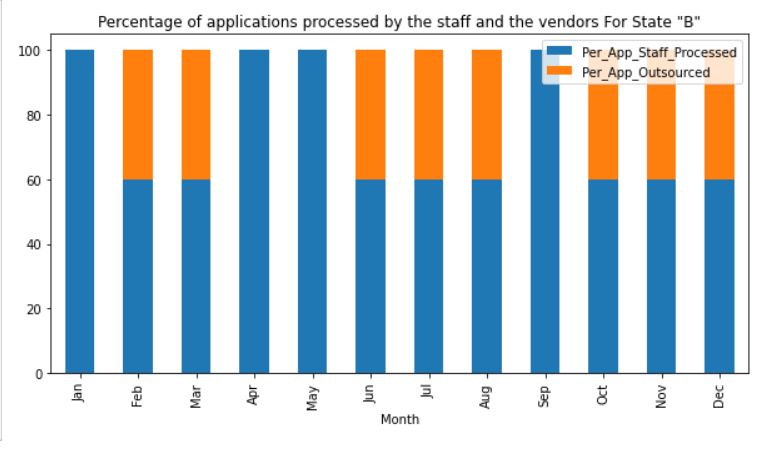 Percentage of applications processed by the staff and the vendors For State "B"
Per_App_Staff_Processed
Per_App_Outsourced
100
80
60
40
20
0
Jan Feb Mar Apr May Jun Jul Aug Sep Oct Nov Dec
Month